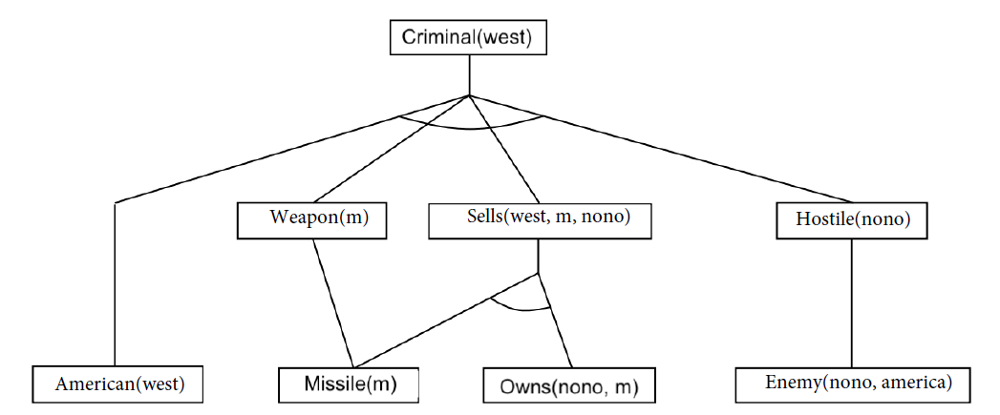 Criminal(west)
Weapon(m)
Sells(west, m, nono)
Hostile(nono)
American(west)
Missile(m)
Owns(nono, m)
Enemy(nono, america)